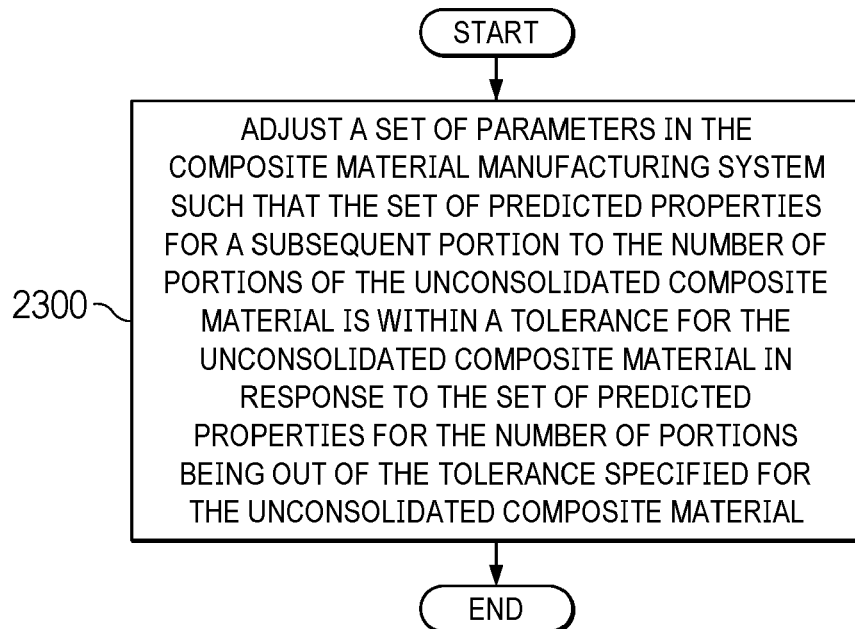 START
ADJUST A SET OF PARAMETERS IN THE
COMPOSITE MATERIAL MANUFACTURING SYSTEM
SUCH THAT THE SET OF PREDICTED PROPERTIES
FOR A SUBSEQUENT PORTION TO THE NUMBER OF
PORTIONS OF THE UNCONSOLIDATED COMPOSITE
MATERIAL IS WITHIN A TOLERANCE FOR THE
UNCONSOLIDATED COMPOSITE MATERIAL IN
RESPONSE TO THE SET OF PREDICTED
PROPERTIES FOR THE NUMBER OF PORTIONS
BEING OUT OF THE TOLERANCE SPECIFIED FOR
THE UNCONSOLIDATED COMPOSITE MATERIAL
2300
END